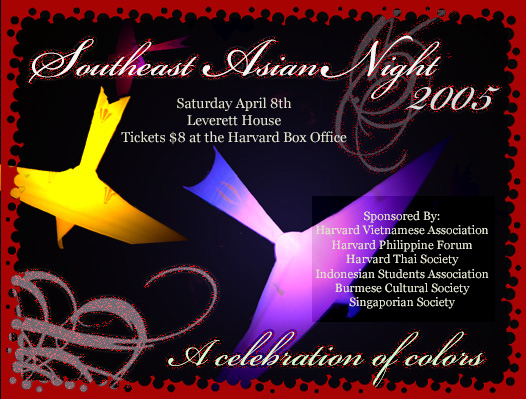 Southeast Asian Night
2005
Saturday April 8th
Leverett House
Tickets $8 at the Harvard Box Office
Sponsored By:
Harvard Vietnamese Association
Harvard Philippine Forum
Harvard Thai Society
Indonesian Students Association
Burmese Cultural Society
Singaporian Society
A celebration of colors